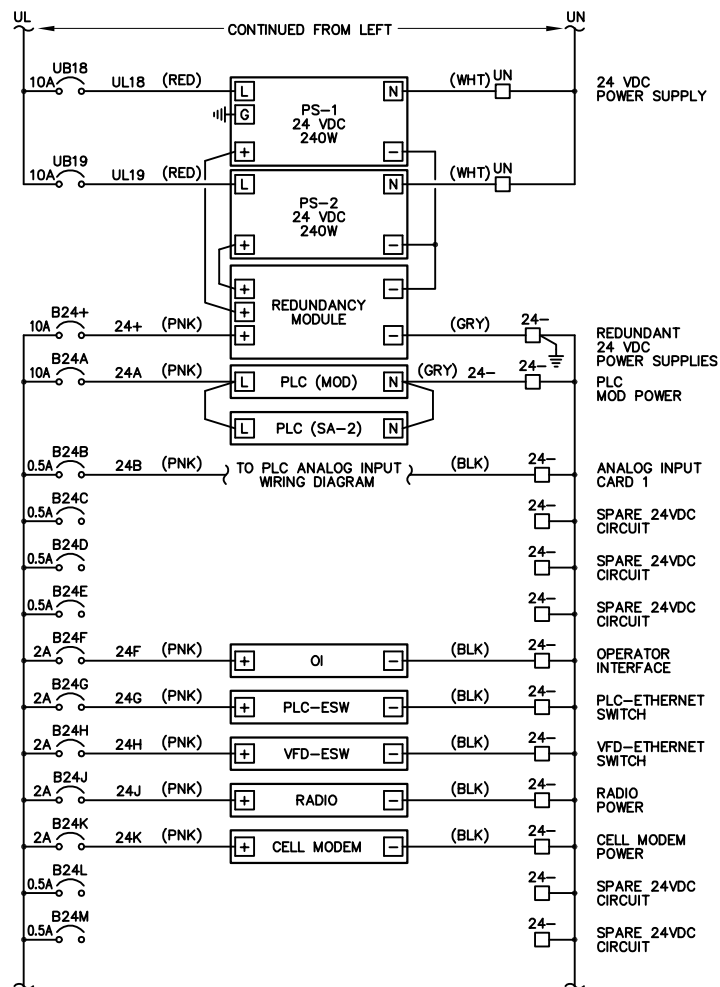 UL CONTINUED FROM LEFT UN
UB18
10A UL18 (RED) L PS-1 N (WHT) UN 24 VDC
G 24 VDC POWER SUPPLY
240W
+ −
UB19
10A UL19 (RED) L N (WHT) UN
PS-2
24 VDC
240W
+ −
+ −
REDUNDANCY
+ MODULE
B24+
10A 24+ (PNK) + − (GRY) 24− REDUNDANT
24 VDC
POWER SUPPLIES
B24A
10A 24A (PNK) L PLC (MOD) N (GRY) 24− 24− PLC
MOD POWER
L PLC (SA-2) N
B24B
0.5A 24B (PNK) TO PLC ANALOG INPUT (BLK) 24− ANALOG INPUT
WIRING DIAGRAM CARD 1
B24C
0.5A 24− SPARE 24VDC
CIRCUIT
B24D
0.5A 24− SPARE 24VDC
CIRCUIT
B24E
0.5A 24− SPARE 24VDC
CIRCUIT
B24F
2A 24F (PNK) + OI − (BLK) 24− OPERATOR
INTERFACE
B24G
2A 24G (PNK) + PLC-ESW − (BLK) 24− PLC-ETHERNET
SWITCH
B24H
2A 24H (PNK) + VFD-ESW − (BLK) 24− VFD-ETHERNET
SWITCH
B24J
2A 24J (PNK) + RADIO − (BLK) 24− RADIO
POWER
B24K
2A 24K (PNK) + CELL MODEM − (BLK) 24− CELL MODEM
POWER
B24L
0.5A 24− SPARE 24VDC
CIRCUIT
B24M
0.5A 24− SPARE 24VDC
CIRCUIT